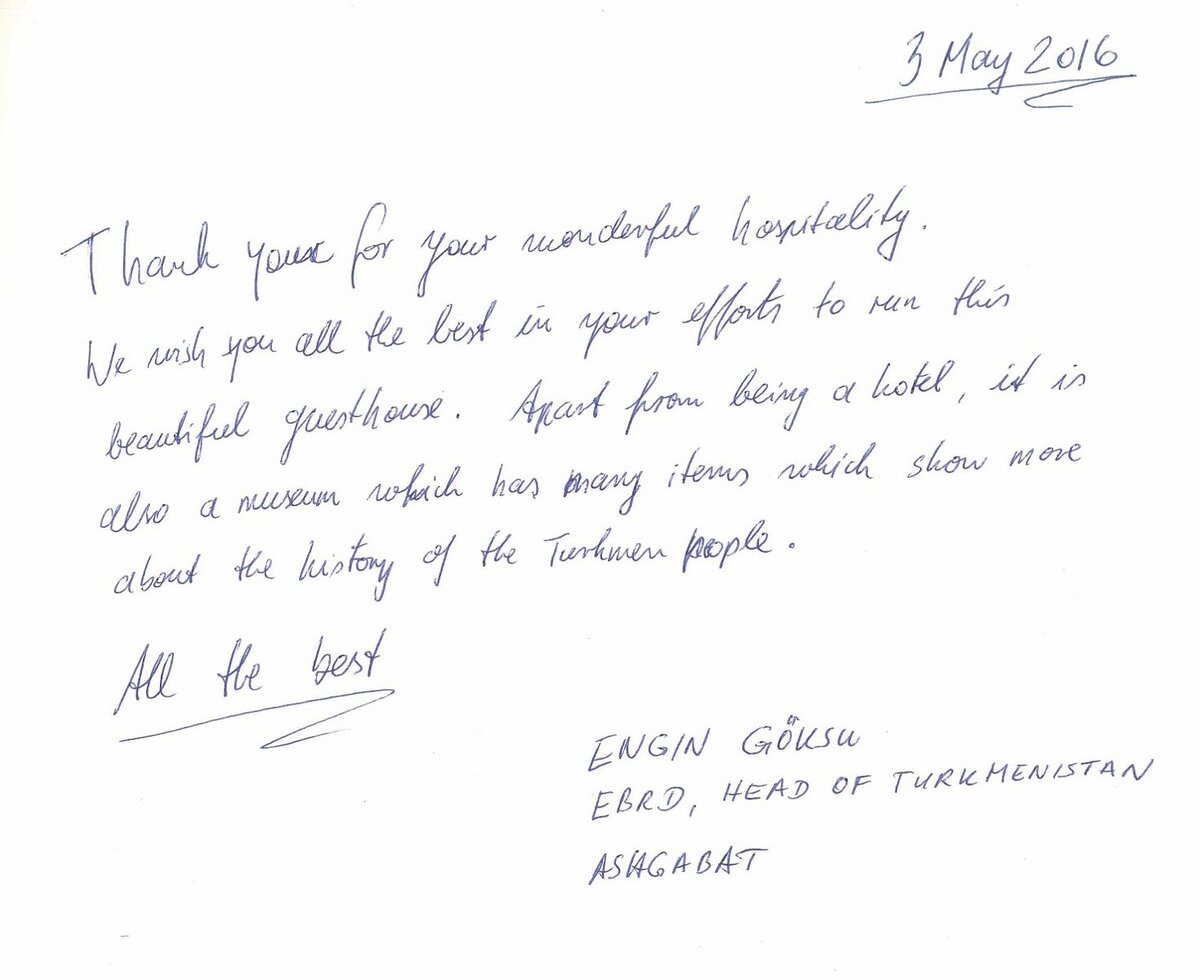 3 May 2016
Thank you for your wonderful hospitality.
We wish you all the best in your efforts to run this
beautiful guesthouse. Apart from being a hotel, it is
also a museum which has many items which show more
about the history of the Turkmen people.
All the best
ENGIN GÖKSU
EBRD, HEAD OF TURKMENISTAN
ASHGABAT